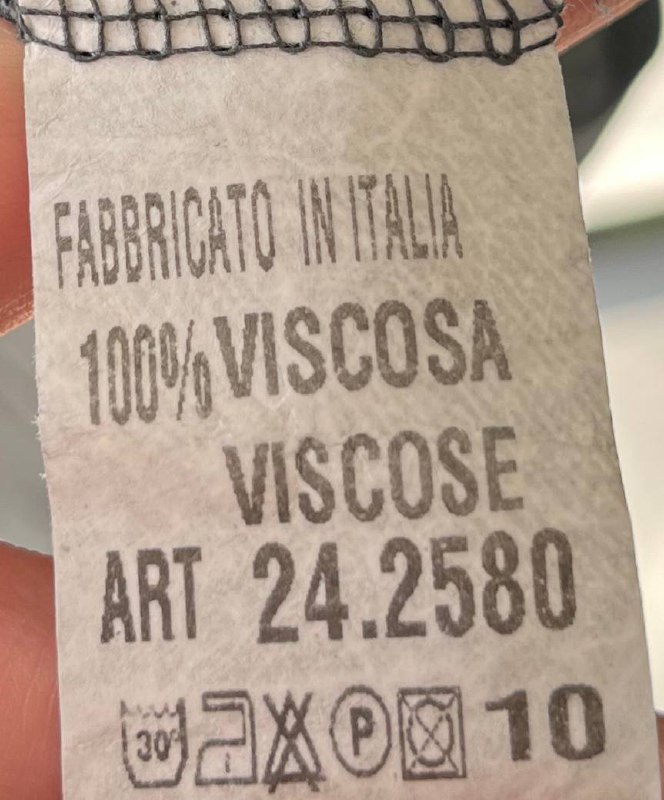 FABBRICATO IN ITALIA
100% VISCOSA
VISCOSE
ART 24.2580
30° P 10